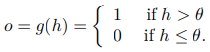 o = g(h) = { 1 if h > θ
0 if h ≤ θ.